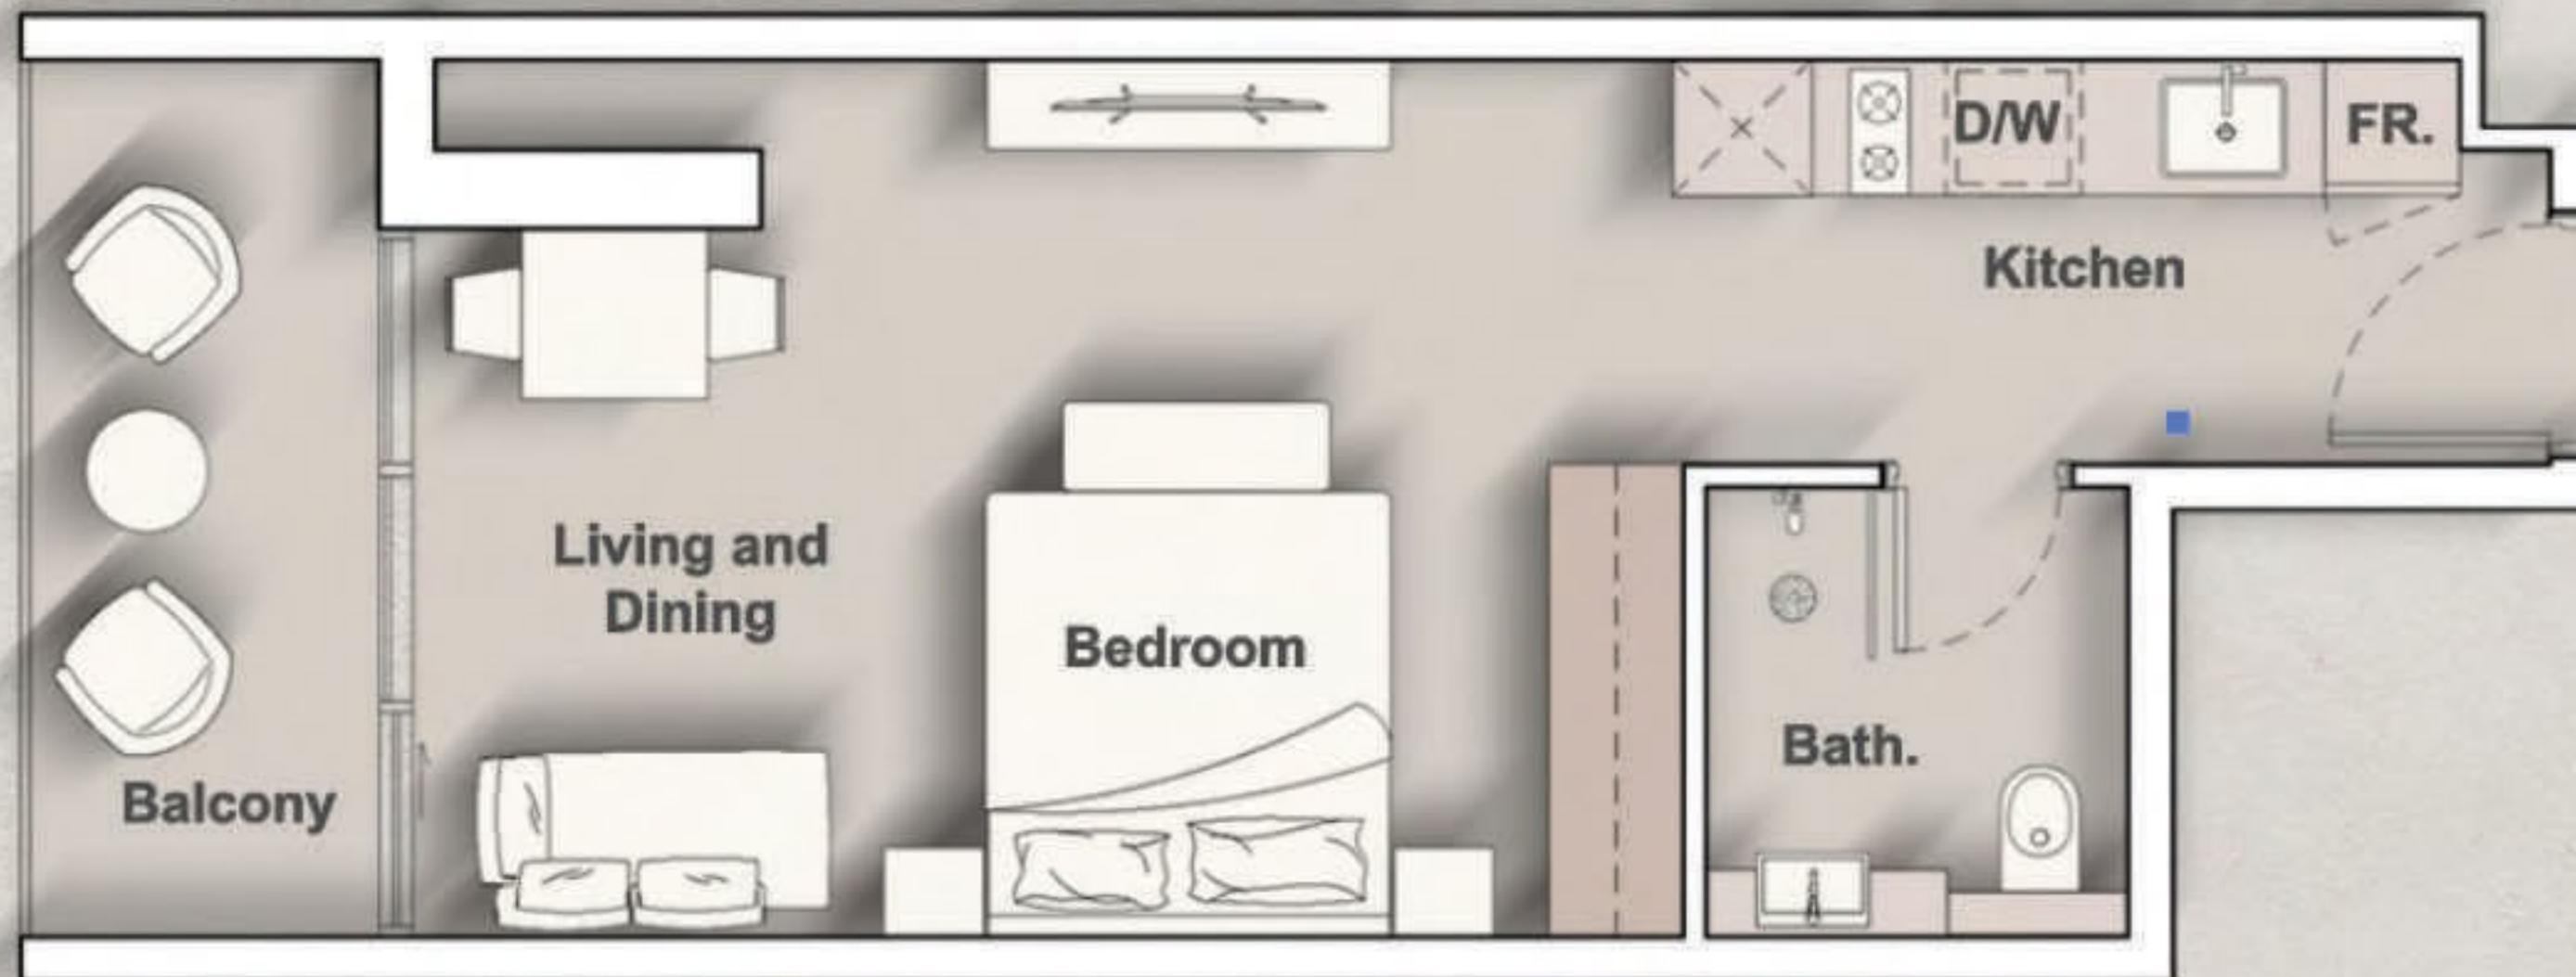 D/W
FR.
Kitchen
Living and
Dining
Bedroom
Bath.
Balcony